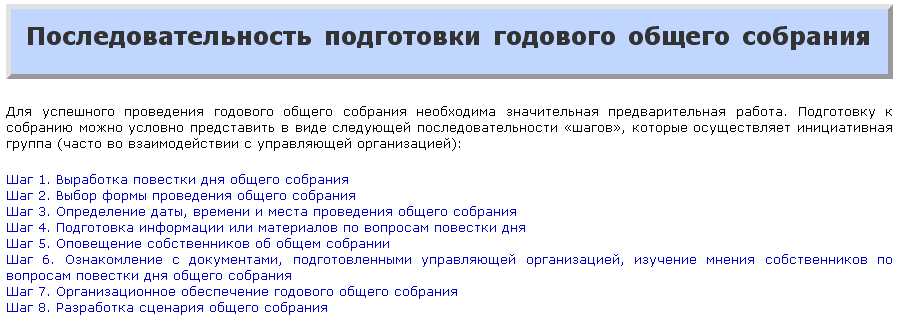 Последовательность подготовки годового общего собрания
Для успешного проведения годового общего собрания необходима значительная предварительная работа. Подготовку к
собранию можно условно представить в виде следующей последовательности «шагов», которые осуществляет инициативная
группа (часто во взаимодействии с управляющей организацией):
Шаг 1. Выработка повестки дня общего собрания
Шаг 2. Выбор формы проведения общего собрания
Шаг 3. Определение даты, времени и места проведения общего собрания
Шаг 4. Подготовка информации или материалов по вопросам повестки дня
Шаг 5. Оповещение собственников об общем собрании
Шаг 6. Ознакомление с документами, подготовленными управляющей организацией, изучение мнения собственников по
вопросам повестки дня общего собрания
Шаг 7. Организационное обеспечение годового общего собрания
Шаг 8. Разработка сценария общего собрания